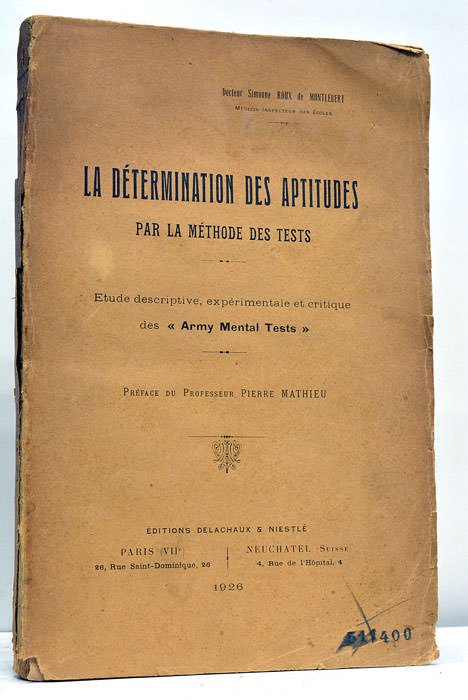 Docteur Simonne ROUX de MONTLEBERT
MÉDECIN INSPECTEUR DES ÉCOLES
LA DÉTERMINATION DES APTITUDES
PAR LA MÉTHODE DES TESTS
Etude descriptive, expérimentale et critique
des « Army Mental Tests »
PRÉFACE DU PROFESSEUR PIERRE MATHIEU
ÉDITIONS DELACHAUX & NIESTLÉ
PARIS (VIIe)
26, Rue Saint-Dominique, 26
NEUCHATEL (SUISSE)
4, Rue de l'Hôpital, 4
1926
511400